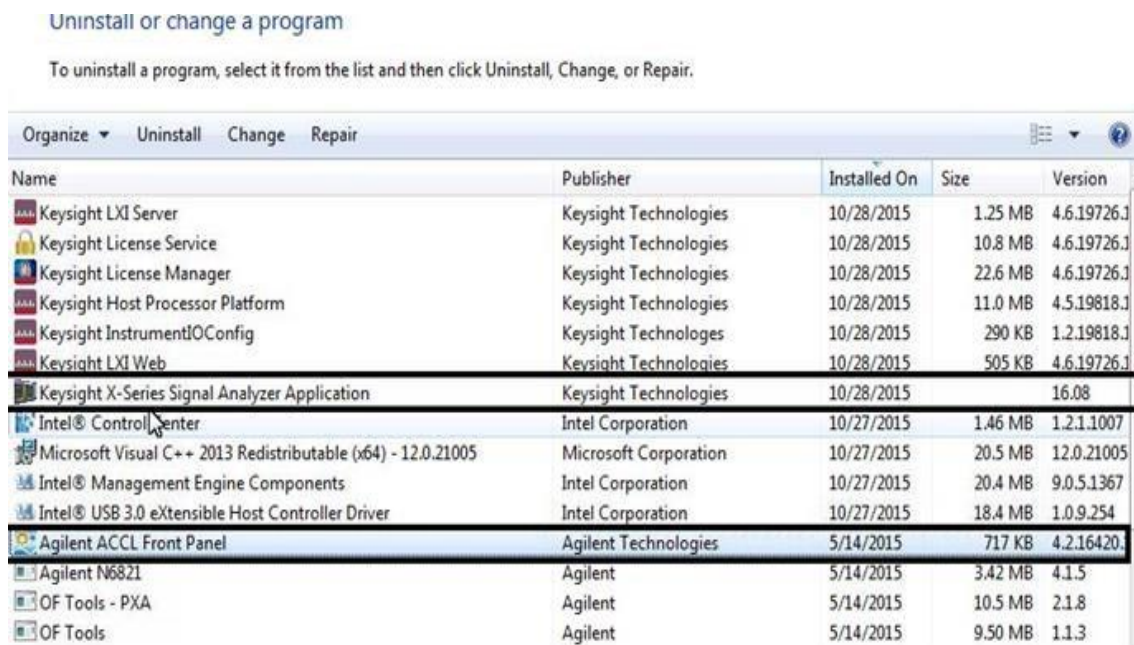 Uninstall or change a program
To uninstall a program, select it from the list and then click Uninstall, Change, or Repair.
Organize Uninstall Change Repair
Name Publisher Installed On Size Version
Keysight LXI Server Keysight Technologies 10/28/2015 1.25 MB 4.6.19726.1
Keysight License Service Keysight Technologies 10/28/2015 10.8 MB 4.6.19726.1
Keysight License Manager Keysight Technologies 10/28/2015 22.6 MB 4.6.19726.1
Keysight Host Processor Platform Keysight Technologies 10/28/2015 11.0 MB 4.5.19818.1
Keysight InstrumentIOConfig Keysight Technologes 10/28/2015 290 KB 1.2.19818.1
Keysight LXI Web Keysight Technologies 10/28/2015 505 KB 4.6.19726.1
Keysight X-Series Signal Analyzer Application Keysight Technologies 10/28/2015 16.08
Intel® Control Center Intel Corporation 10/27/2015 1.46 MB 1.2.1.1007
Microsoft Visual C++ 2013 Redistributable (x64) - 12.0.21005 Microsoft Corporation 10/27/2015 20.5 MB 12.0.21005
Intel® Management Engine Components Intel Corporation 10/27/2015 20.4 MB 9.0.5.1367
Intel® USB 3.0 eXtensible Host Controller Driver Intel Corporation 10/27/2015 18.4 MB 1.0.9.254
Agilent ACCL Front Panel Agilent Technologies 5/14/2015 717 KB 4.2.16420.
Agilent N6821 Agilent 5/14/2015 3.42 MB 4.1.5
OF Tools - PXA Agilent 5/14/2015 10.5 MB 2.1.8
OF Tools Agilent 5/14/2015 9.50 MB 1.1.3